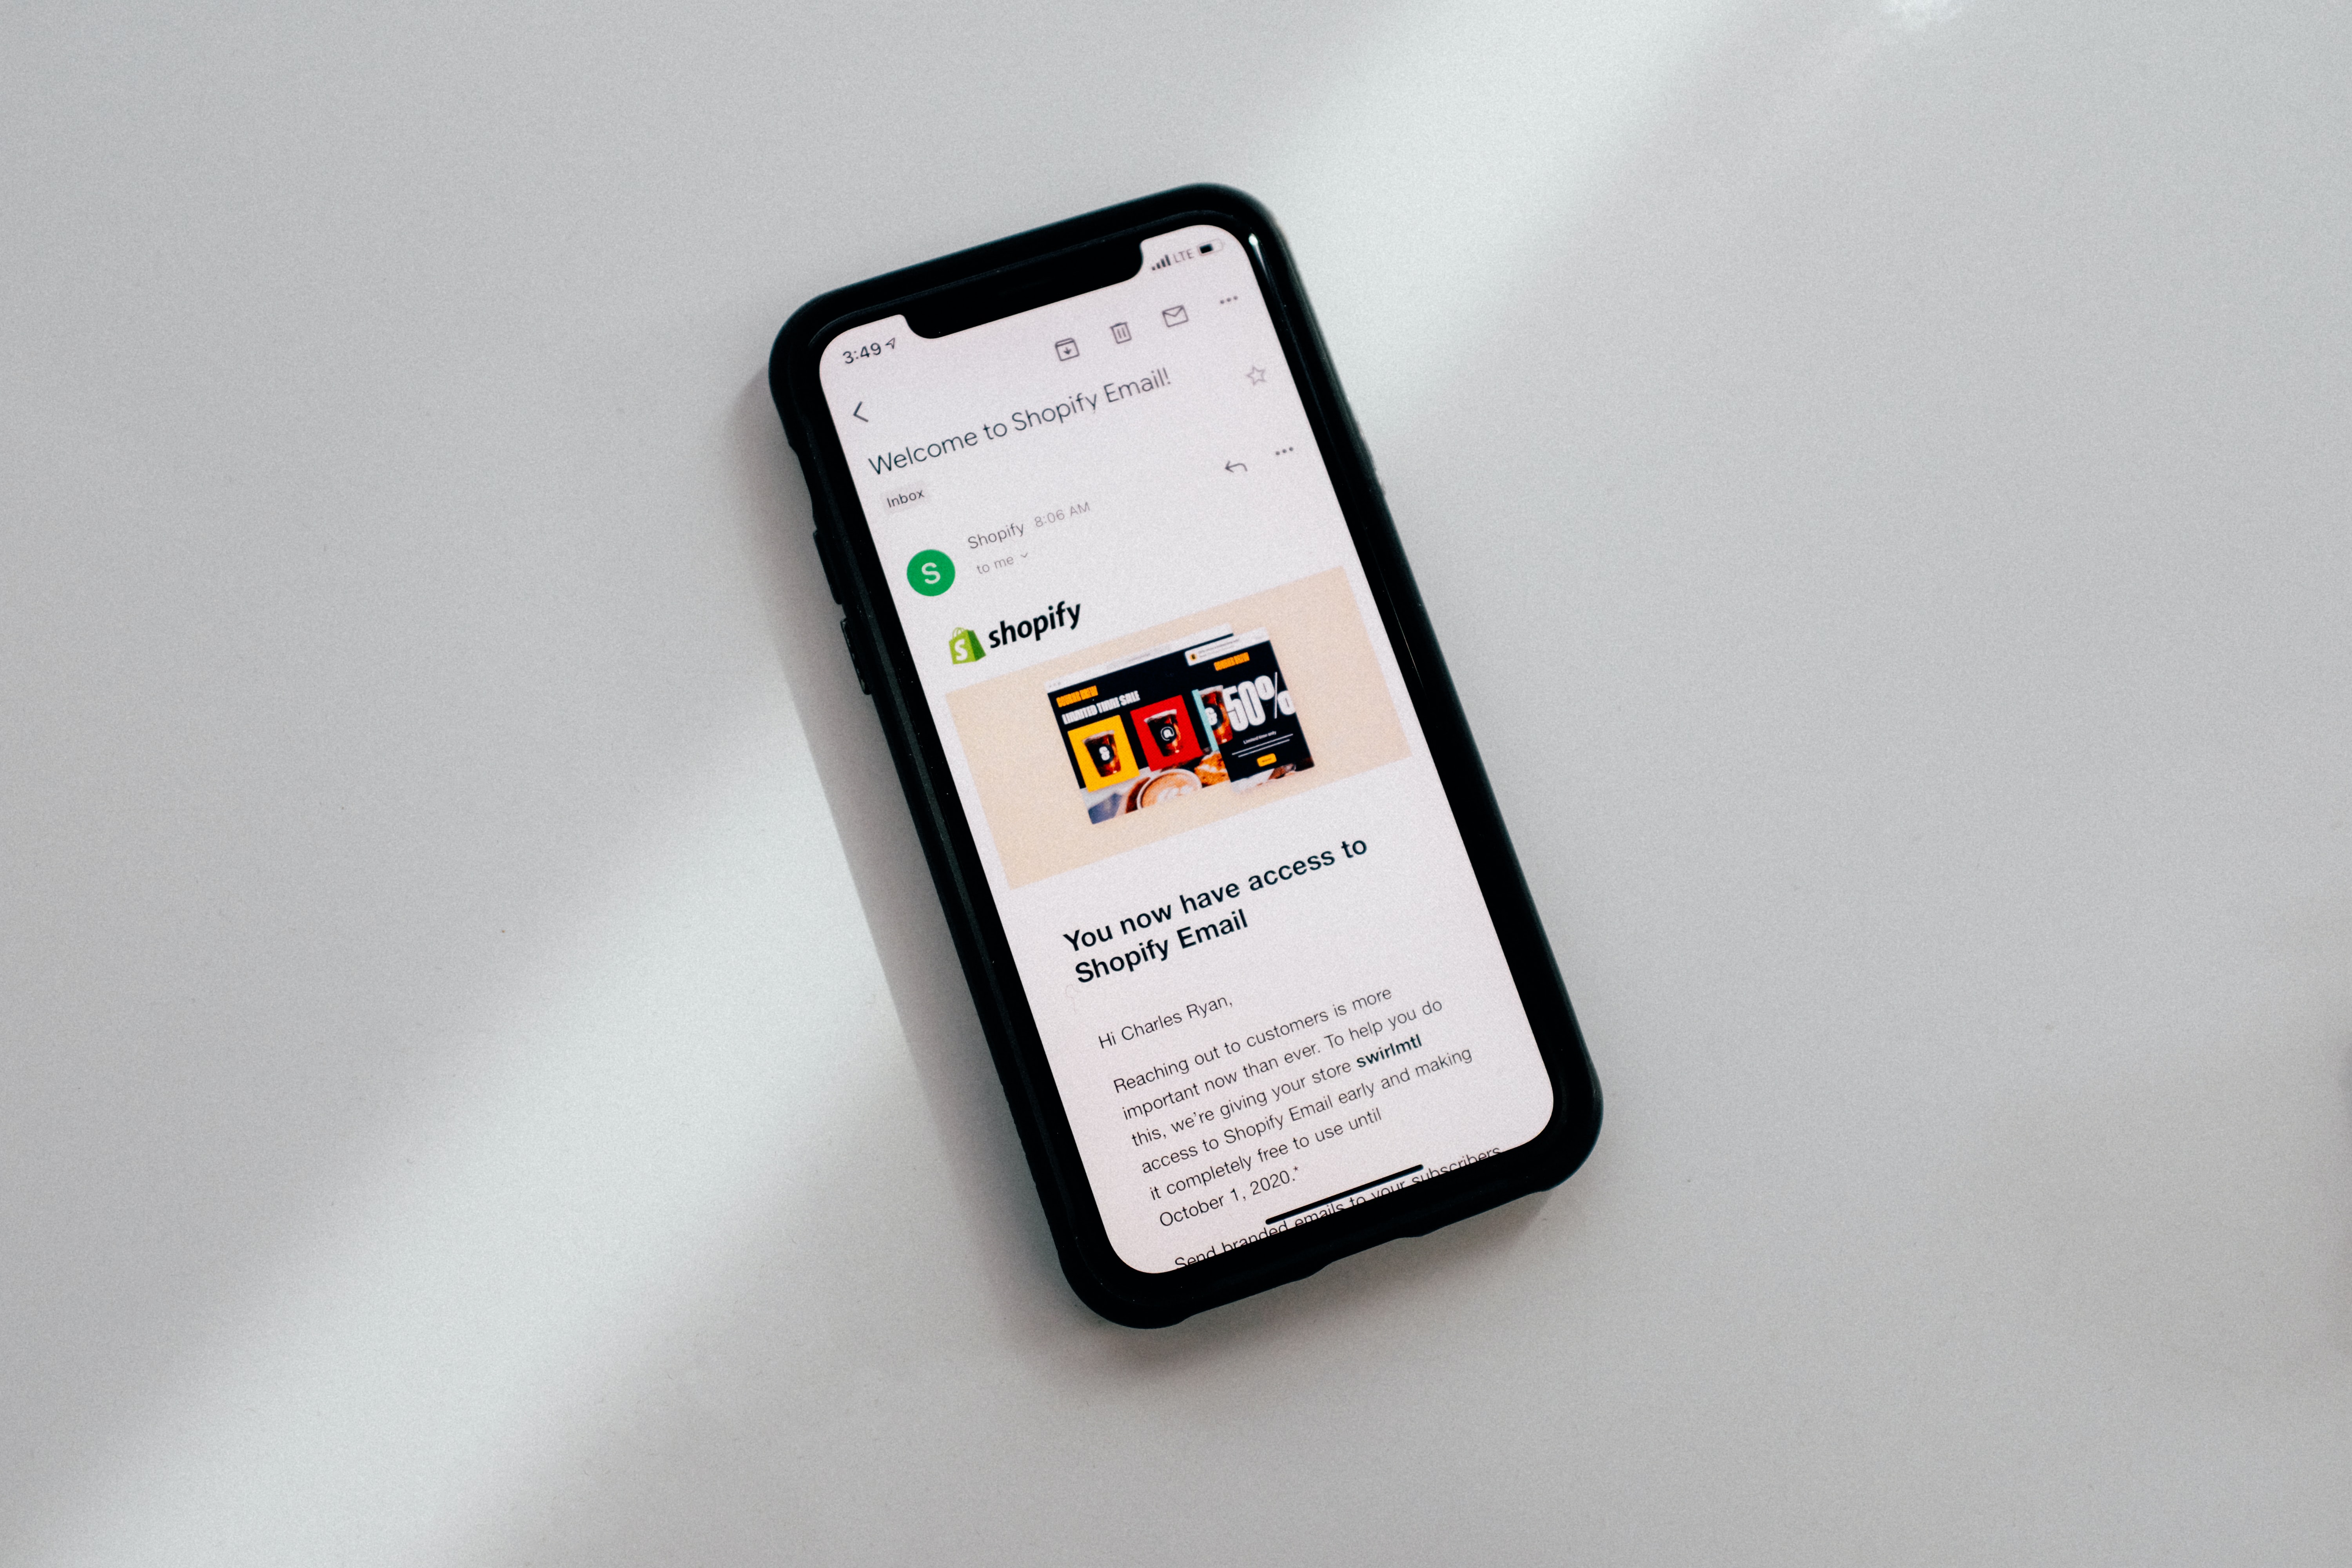 3:49
LTE
Welcome to Shopify Email!
Inbox
S
Shopify 8:06 AM
to me
S shopify
LIMITED TIME SALE
50%
Limited time only
You now have access to
Shopify Email
Hi Charles Ryan,
Reaching out to customers is more
important now than ever. To help you do
this, we're giving your store swirlmtl
access to Shopify Email early and making
it completely free to use until
October 1, 2020.*
Send branded emails to your subscribers